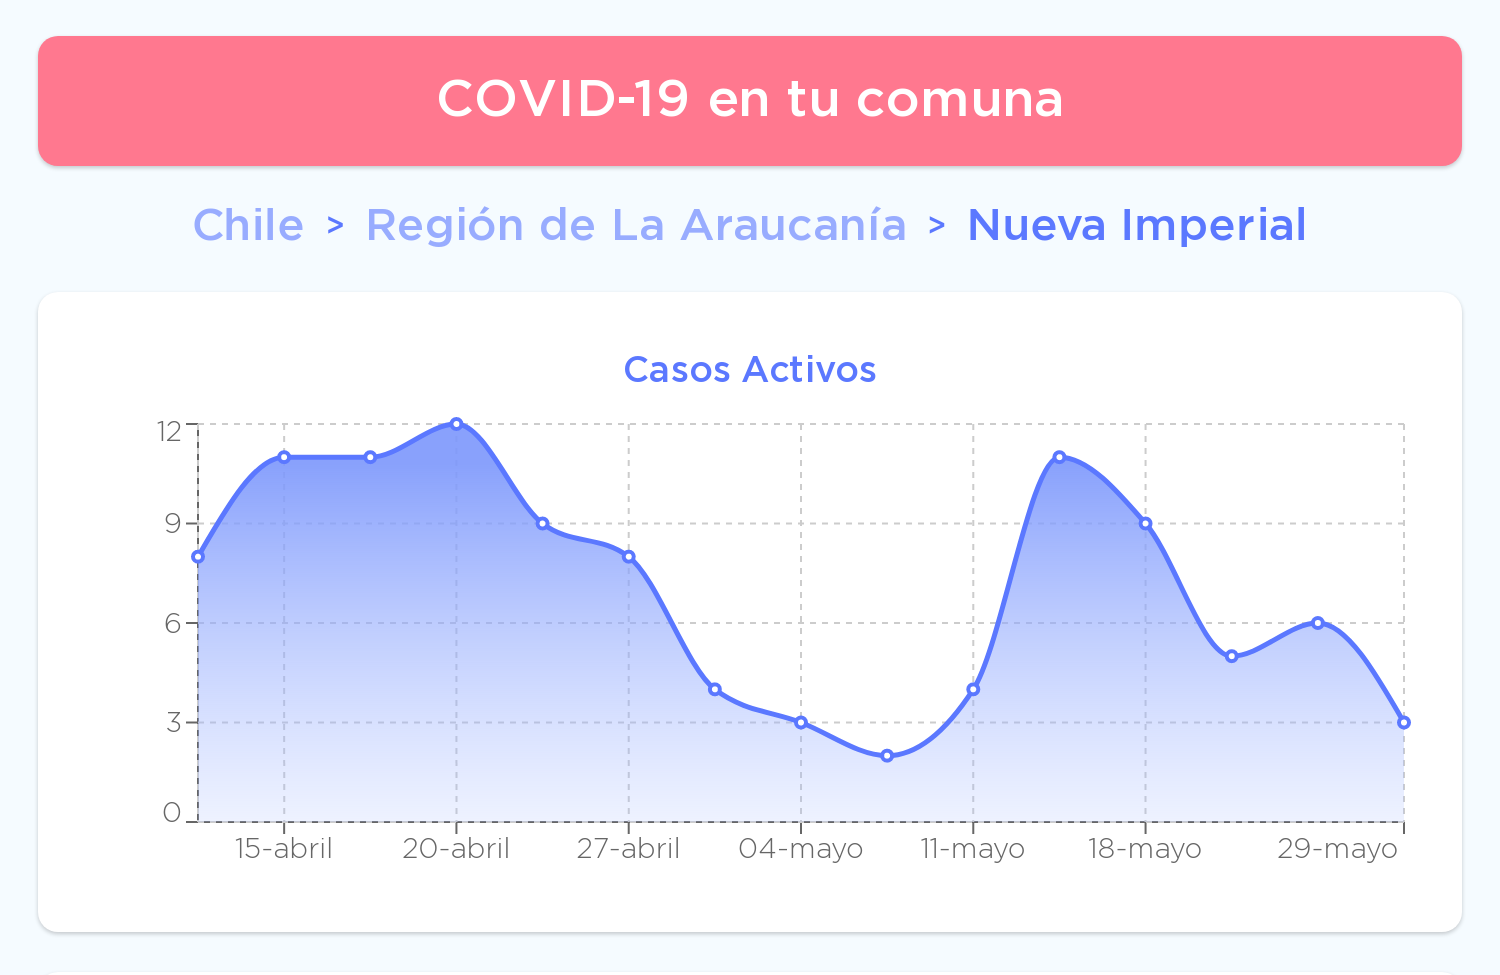 COVID-19 en tu comuna
Chile > Región de La Araucanía > Nueva Imperial
Casos Activos
12
9
6
3
0
15-abril 20-abril 27-abril 04-mayo 11-mayo 18-mayo 29-mayo